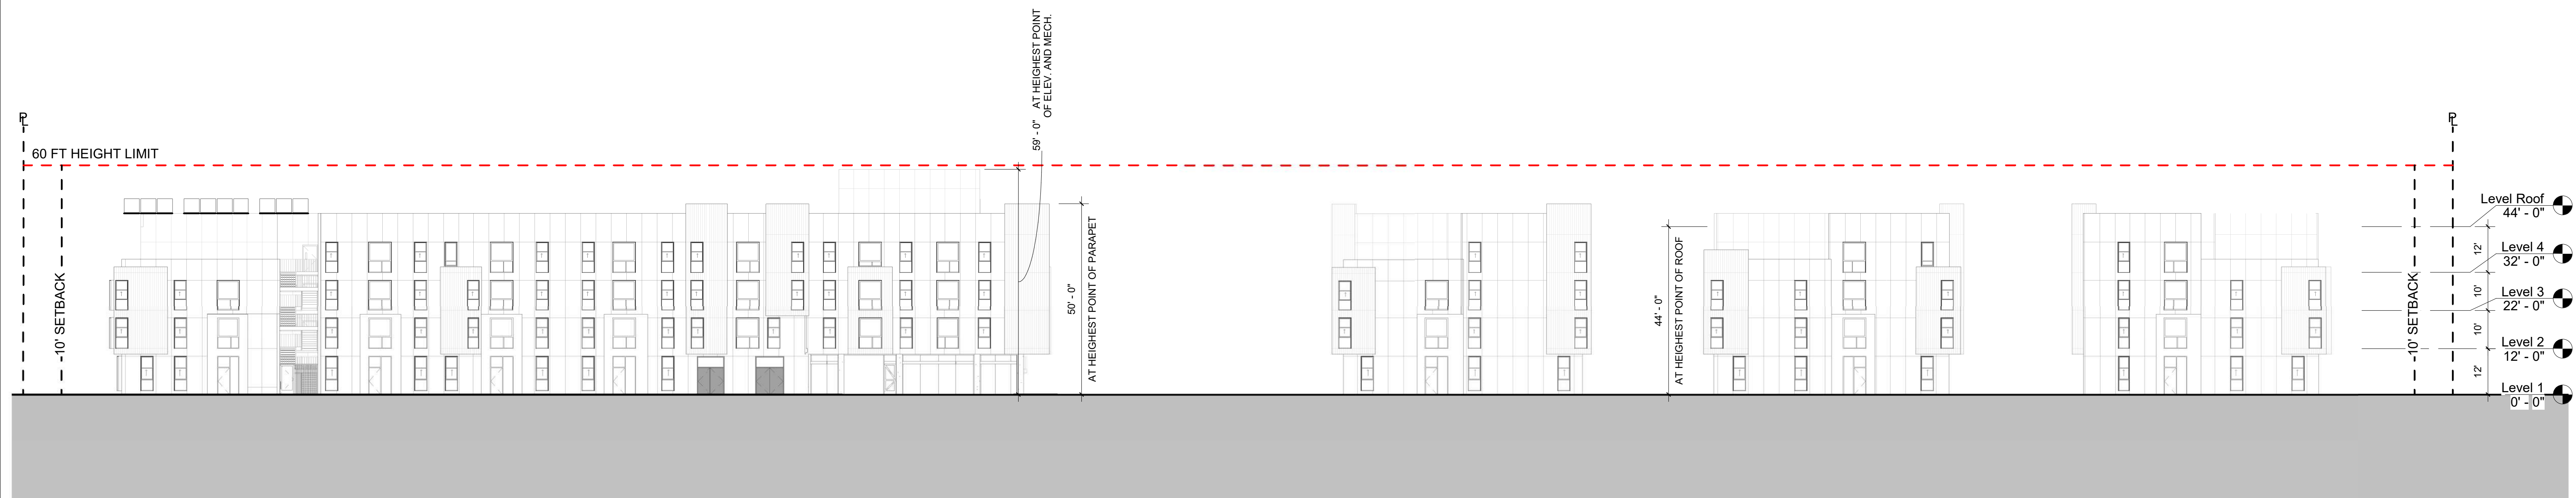 59' - 0" AT HEIGHEST POINT
OF ELEV. AND MECH.
PL
PL
60 FT HEIGHT LIMIT
10' SETBACK
50' - 0"
AT HEIGHEST POINT OF PARAPET
44' - 0"
AT HEIGHEST POINT OF ROOF
10' SETBACK
Level Roof
44' - 0"
12'
Level 4
32' - 0"
10'
Level 3
22' - 0"
10'
Level 2
12' - 0"
12'
Level 1
0' - 0"